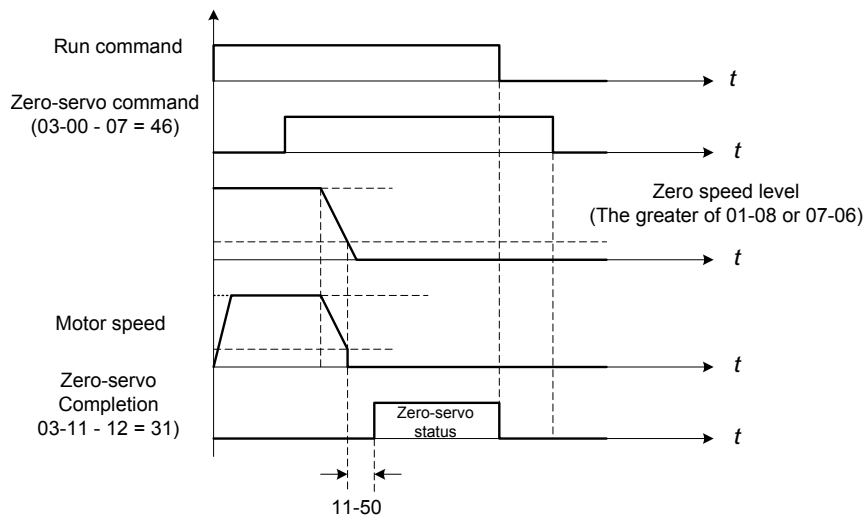 Run command
t
Zero-servo command
(03-00 - 07 = 46)
t
Zero speed level
(The greater of 01-08 or 07-06)
t
Motor speed
t
Zero-servo
Completion
03-11 - 12 = 31)
Zero-servo
status
t
11-50